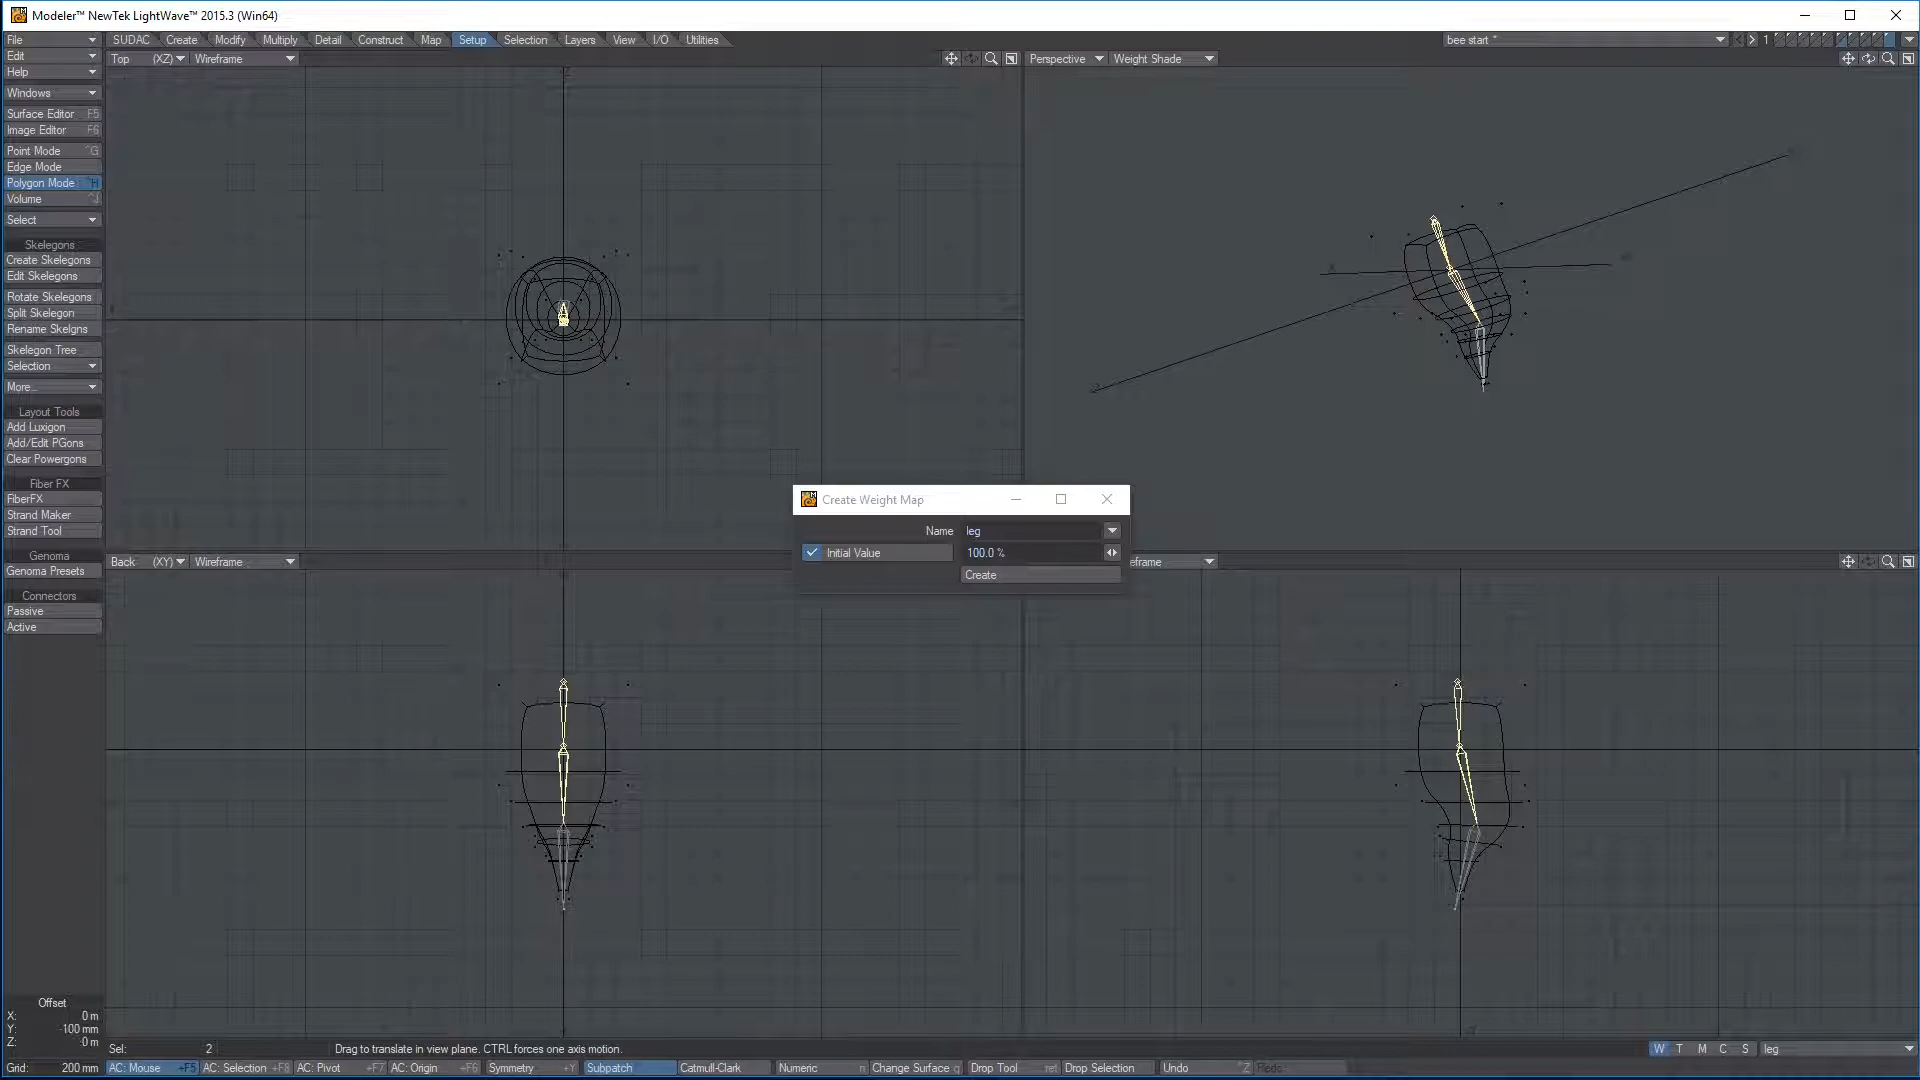 Modeler™ NewTek LightWave™ 2015.3 (Win64)
File SUDAC Create Modify Multiply Detail Construct Map Setup Selection Layers View I/O Utilities bee start * 1
Edit
Help
Top (XZ) Wireframe Perspective Weight Shade
Windows
Surface Editor F5
Image Editor F6
Point Mode ^G
Edge Mode
Polygon Mode ^H
Volume ^J
Select
Skelegons
Create Skelegons
Edit Skelegons
Rotate Skelegons
Split Skelegon
Rename Skelgns
Skelegon Tree
Selection
More...
Layout Tools
Add Luxigon
Add/Edit PGons
Clear Powergons
Fiber FX
FiberFX
Strand Maker
Strand Tool
Genoma
Genoma Presets
Connectors
Passive
Active
Create Weight Map
Name leg
Initial Value 100.0 %
Create
Back (XY) Wireframe eframe
Offset
X: 0 m
Y: -100 mm
Z: 0 m
Sel: 2 Drag to translate in view plane. CTRL forces one axis motion. W T M C S leg
Grid: 200 mm AC: Mouse +F5 AC: Selection +F8 AC: Pivot +F7 AC: Origin +F6 Symmetry +Y Subpatch Catmull-Clark Numeric n Change Surface q Drop Tool ret Drop Selection Undo ^Z Redo